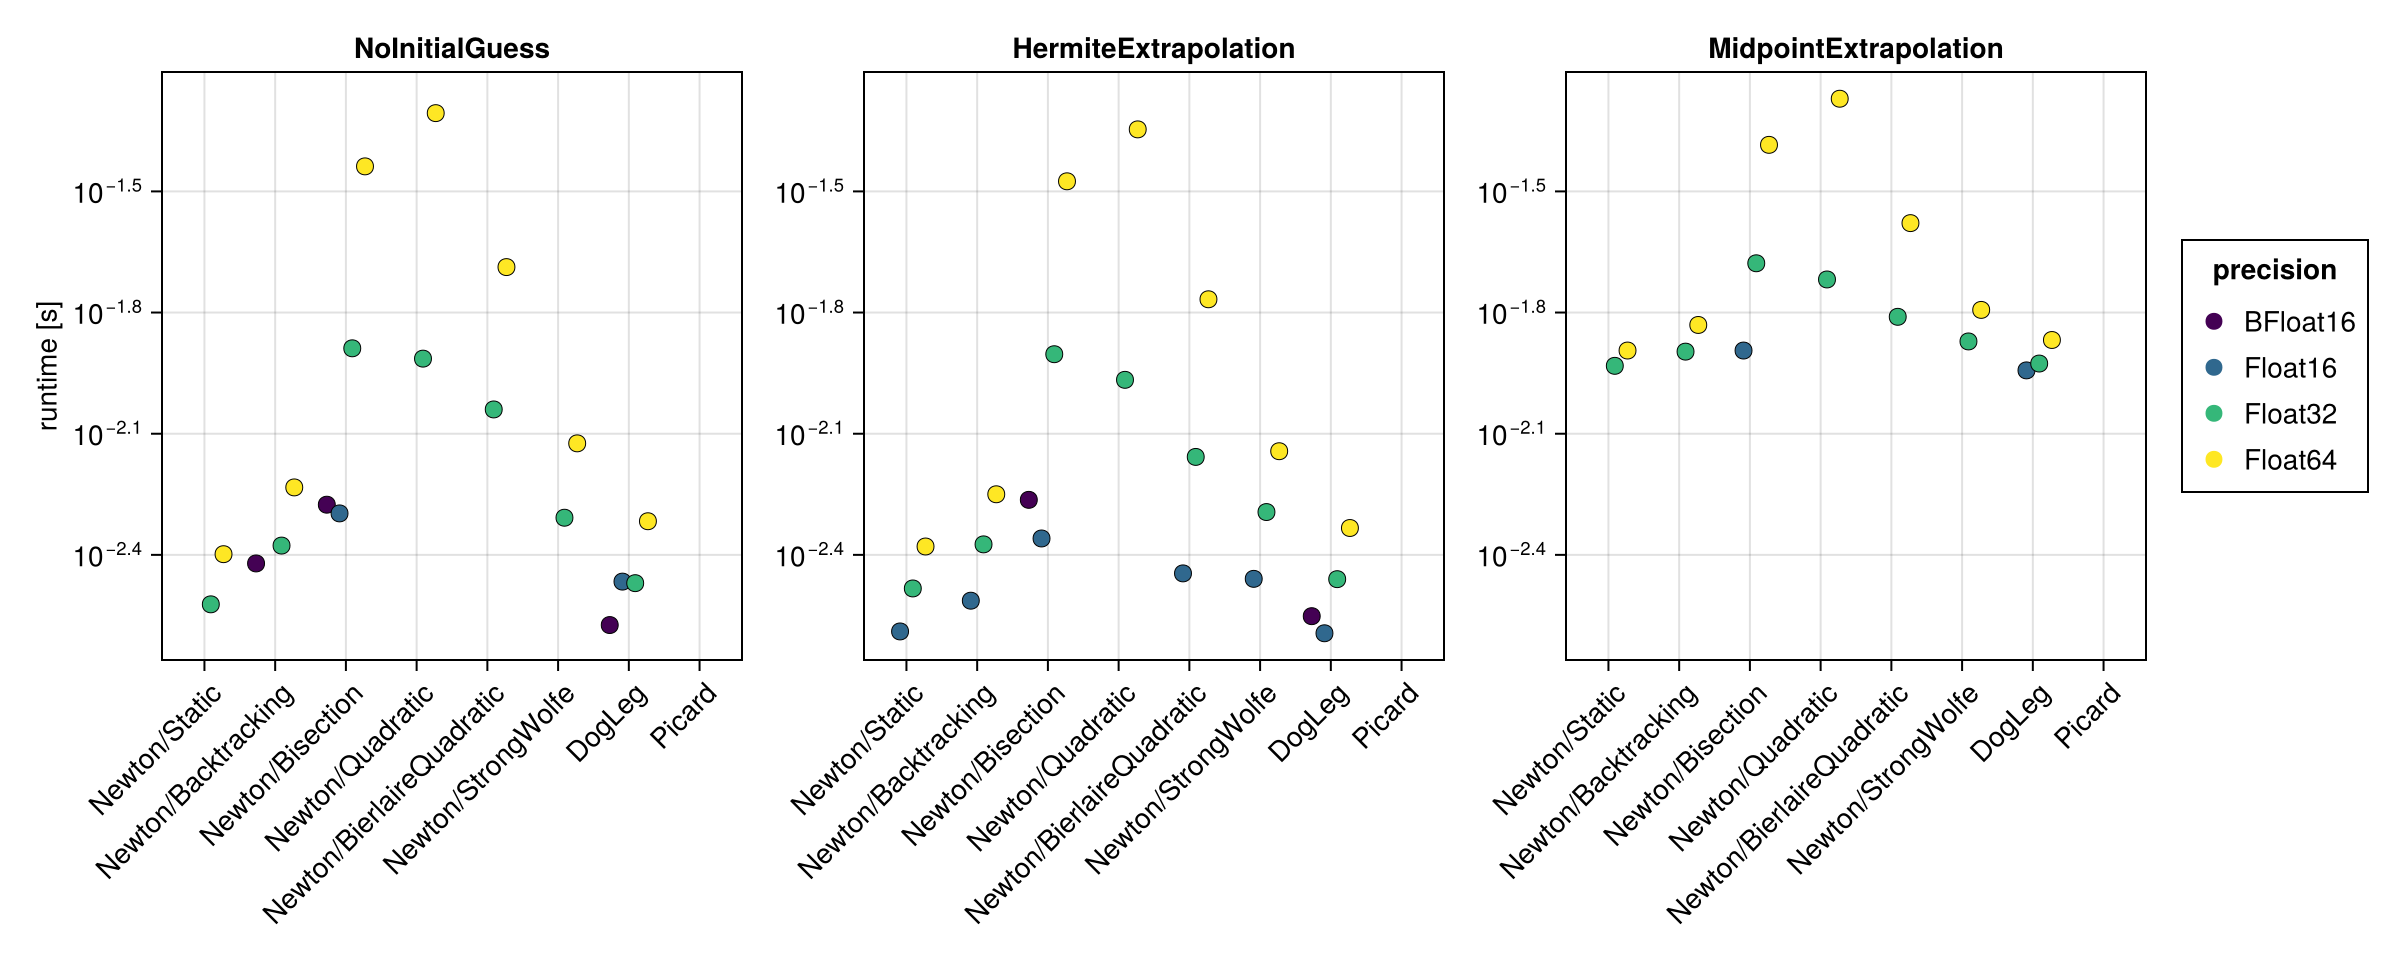 NoInitialGuess
HermiteExtrapolation
MidpointExtrapolation
runtime [s]
10^−1.5
10^−1.8
10^−2.1
10^−2.4
10^−1.5
10^−1.8
10^−2.1
10^−2.4
10^−1.5
10^−1.8
10^−2.1
10^−2.4
Newton/Static
Newton/Backtracking
Newton/Bisection
Newton/Quadratic
Newton/BierlaireQuadratic
Newton/StrongWolfe
DogLeg
Picard
Newton/Static
Newton/Backtracking
Newton/Bisection
Newton/Quadratic
Newton/BierlaireQuadratic
Newton/StrongWolfe
DogLeg
Picard
Newton/Static
Newton/Backtracking
Newton/Bisection
Newton/Quadratic
Newton/BierlaireQuadratic
Newton/StrongWolfe
DogLeg
Picard
precision
BFloat16
Float16
Float32
Float64